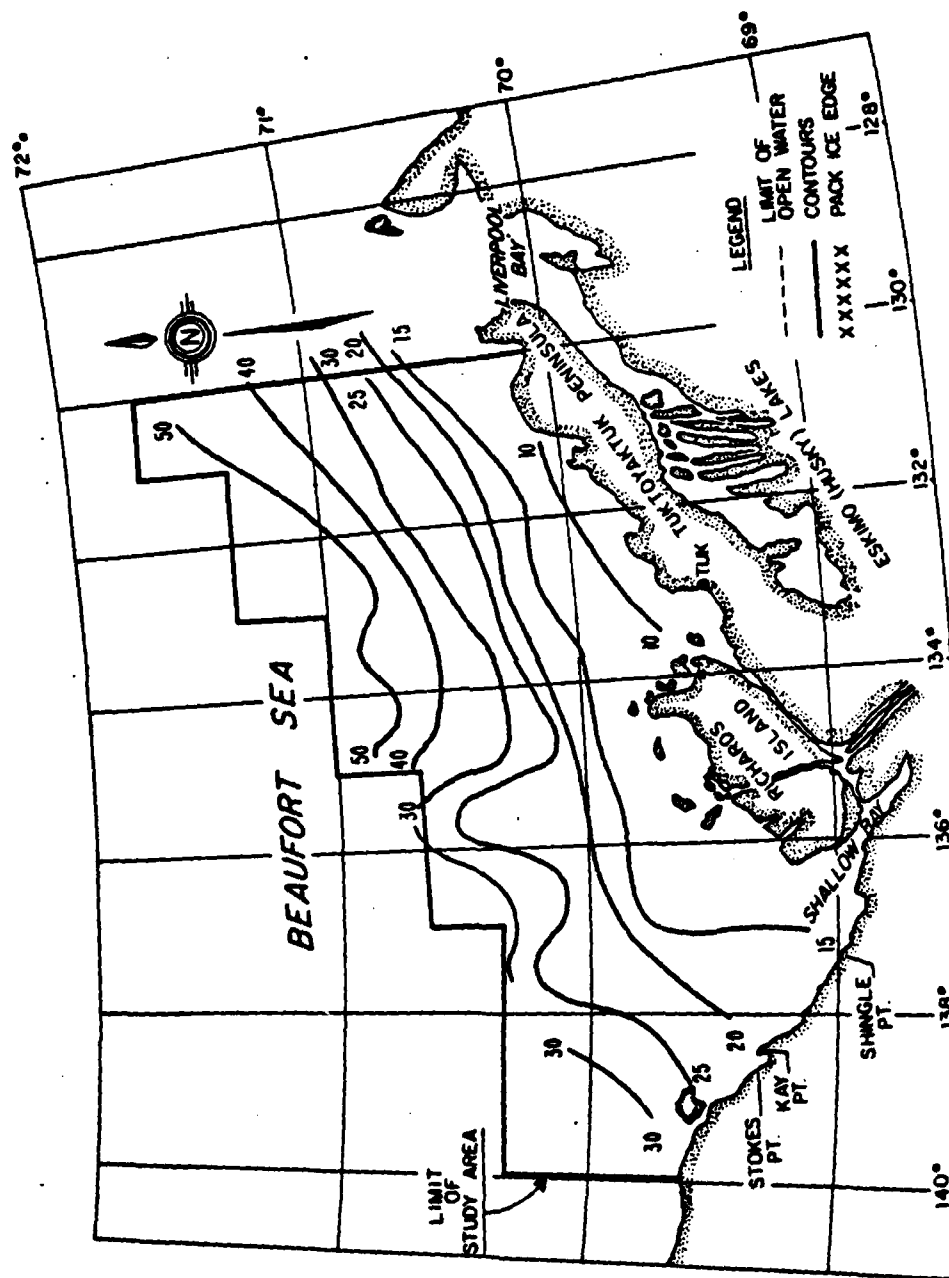 72°
71°
70°
69°
N
BEAUFORT SEA
50
40
30
20
15
25
10
50
40
30
10
30
30
25
20
15
LIVERPOOL
BAY
TUKTOYAKTUK PENINSULA
TUK
ESKIMO (HUSKY) LAKES
RICHARDS
ISLAND
SHALLOW BAY
SHINGLE
PT.
KAY
PT.
STOKES
PT.
LIMIT
OF
STUDY AREA
LEGEND
LIMIT OF
OPEN WATER
CONTOURS
XXXXX PACK ICE EDGE
140°
138°
136°
134°
132°
130°
128°